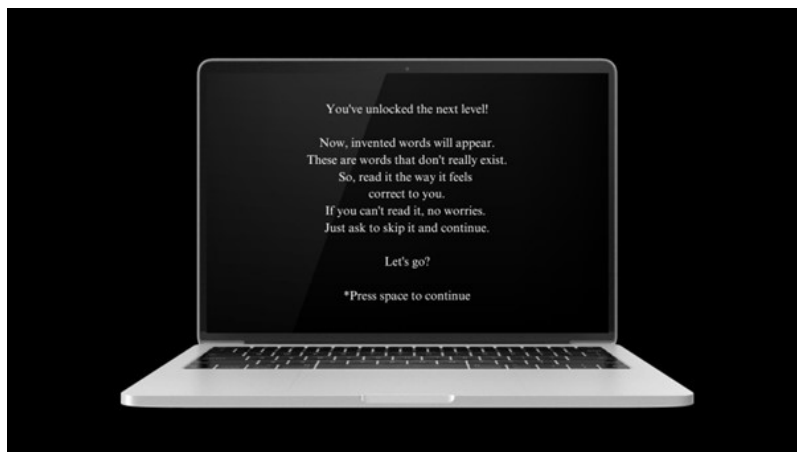 You've unlocked the next level!
Now, invented words will appear.
These are words that don't really exist.
So, read it the way it feels
correct to you.
If you can't read it, no worries.
Just ask to skip it and continue.
Let's go?
*Press space to continue